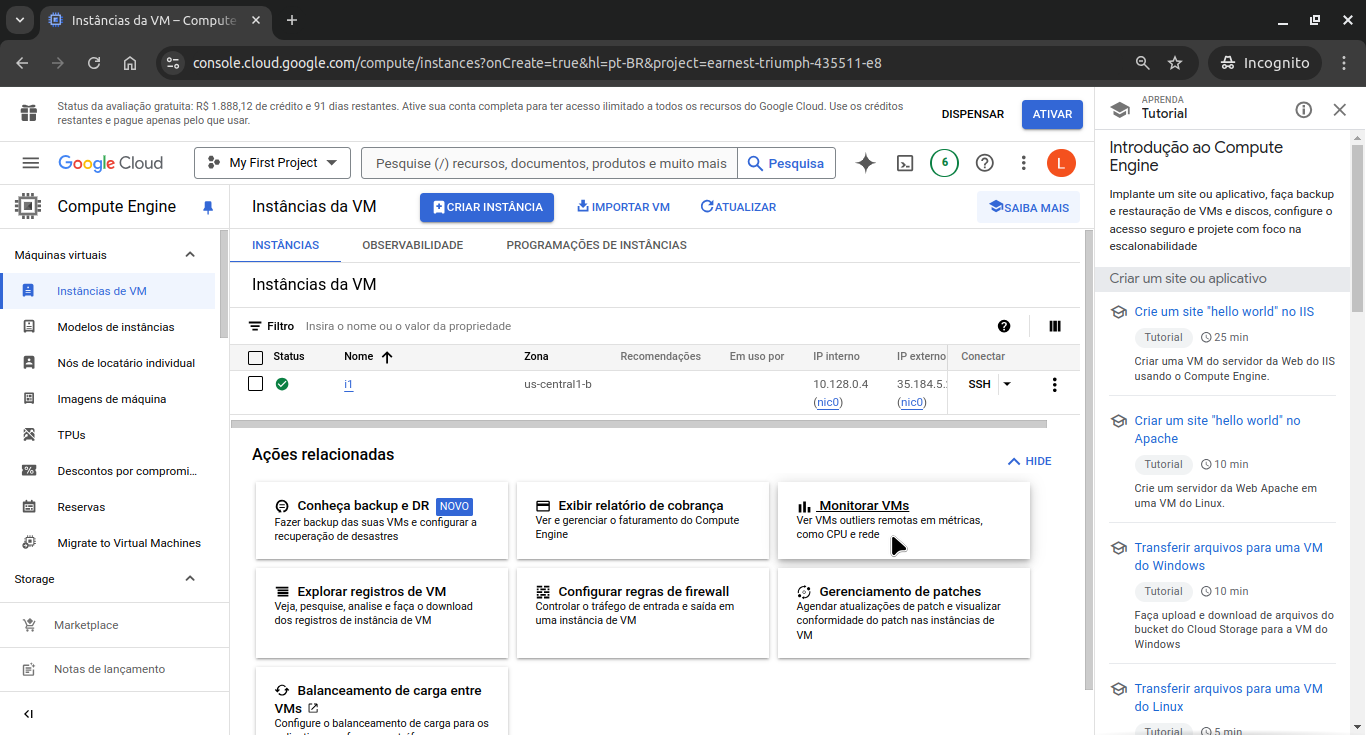 Instâncias da VM – Compute
console.cloud.google.com/compute/instances?onCreate=true&hl=pt-BR&project=earnest-triumph-435511-e8
Incognito
Status da avaliação gratuita: R$ 1.888,12 de crédito e 91 dias restantes. Ative sua conta completa para ter acesso ilimitado a todos os recursos do Google Cloud. Use os créditos
restantes e pague apenas pelo que usar.
DISPENSAR
ATIVAR
Google Cloud
My First Project
Pesquise (/) recursos, documentos, produtos e muito mais
Pesquisa
6
L
Compute Engine
Máquinas virtuais
Instâncias de VM
Modelos de instâncias
Nós de locatário individual
Imagens de máquina
TPUs
Descontos por compromi...
Reservas
Migrate to Virtual Machines
Storage
Marketplace
Notas de lançamento
Instâncias da VM
CRIAR INSTÂNCIA
IMPORTAR VM
ATUALIZAR
SAIBA MAIS
INSTÂNCIAS
OBSERVABILIDADE
PROGRAMAÇÕES DE INSTÂNCIAS
Instâncias da VM
Filtro
Insira o nome ou o valor da propriedade
Status
Nome
Zona
Recomendações
Em uso por
IP interno
IP externo
Conectar
i1
us-central1-b
10.128.0.4
(nic0)
35.184.5.
(nic0)
SSH
Ações relacionadas
HIDE
Conheça backup e DR
NOVO
Fazer backup das suas VMs e configurar a
recuperação de desastres
Exibir relatório de cobrança
Ver e gerenciar o faturamento do Compute
Engine
Monitorar VMs
Ver VMs outliers remotas em métricas,
como CPU e rede
Explorar registros de VM
Veja, pesquise, analise e faça o download
dos registros de instância de VM
Configurar regras de firewall
Controlar o tráfego de entrada e saída em
uma instância de VM
Gerenciamento de patches
Agendar atualizações de patch e visualizar
conformidade do patch nas instâncias de
VM
Balanceamento de carga entre
VMs
Configure o balanceamento de carga para os
APRENDA
Tutorial
Introdução ao Compute
Engine
Implante um site ou aplicativo, faça backup
e restauração de VMs e discos, configure o
acesso seguro e projete com foco na
escalonabilidade
Criar um site ou aplicativo
Crie um site "hello world" no IIS
Tutorial
25 min
Criar uma VM do servidor da Web do IIS
usando o Compute Engine.
Criar um site "hello world" no
Apache
Tutorial
10 min
Crie um servidor da Web Apache em
uma VM do Linux.
Transferir arquivos para uma VM
do Windows
Tutorial
10 min
Faça upload e download de arquivos do
bucket do Cloud Storage para a VM do
Windows
Transferir arquivos para uma VM
do Linux
Tutorial
5 min